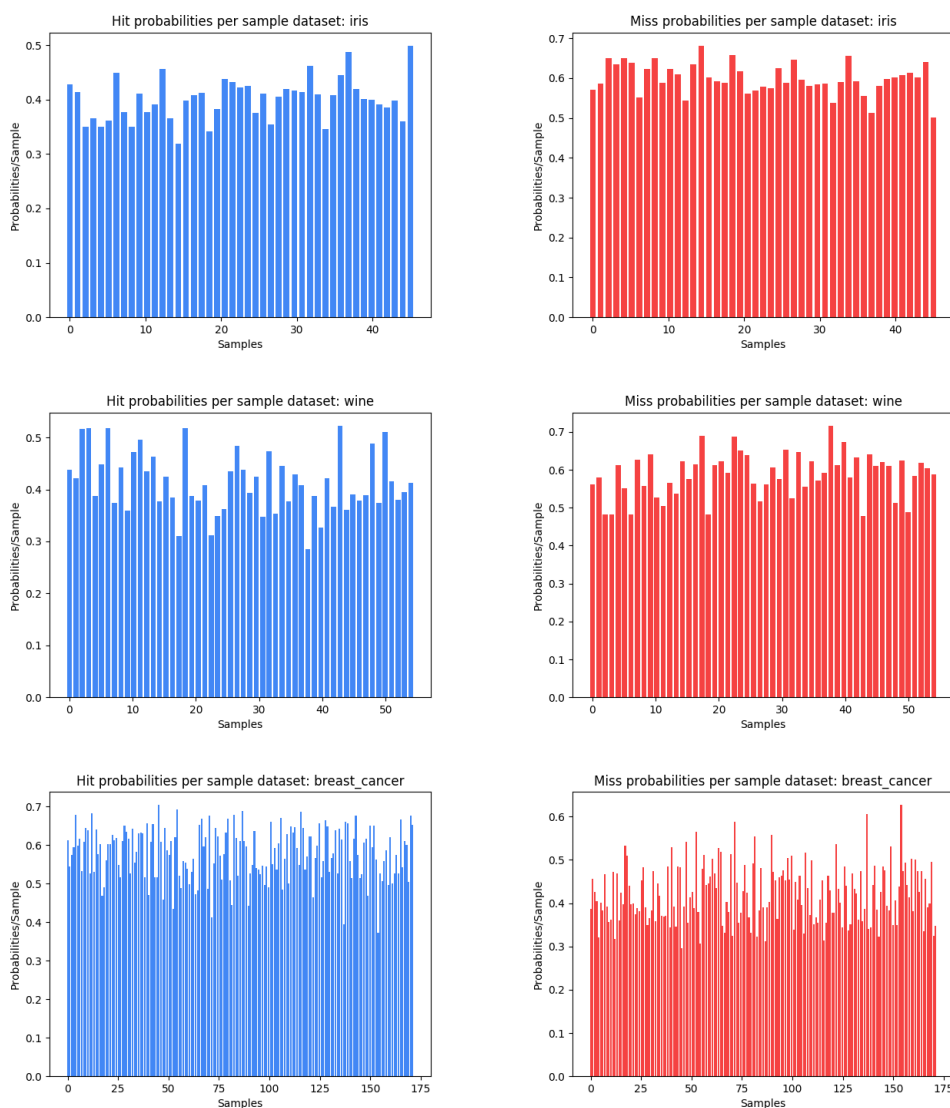 Hit probabilities per sample dataset: iris
Probabilities/Sample
0.5
0.4
0.3
0.2
0.1
0.0
0 10 20 30 40
Samples
Miss probabilities per sample dataset: iris
Probabilities/Sample
0.7
0.6
0.5
0.4
0.3
0.2
0.1
0.0
0 10 20 30 40
Samples
Hit probabilities per sample dataset: wine
Probabilities/Sample
0.5
0.4
0.3
0.2
0.1
0.0
0 10 20 30 40 50
Samples
Miss probabilities per sample dataset: wine
Probabilities/Sample
0.7
0.6
0.5
0.4
0.3
0.2
0.1
0.0
0 10 20 30 40 50
Samples
Hit probabilities per sample dataset: breast_cancer
Probabilities/Sample
0.7
0.6
0.5
0.4
0.3
0.2
0.1
0.0
0 25 50 75 100 125 150 175
Samples
Miss probabilities per sample dataset: breast_cancer
Probabilities/Sample
0.6
0.5
0.4
0.3
0.2
0.1
0.0
0 25 50 75 100 125 150 175
Samples